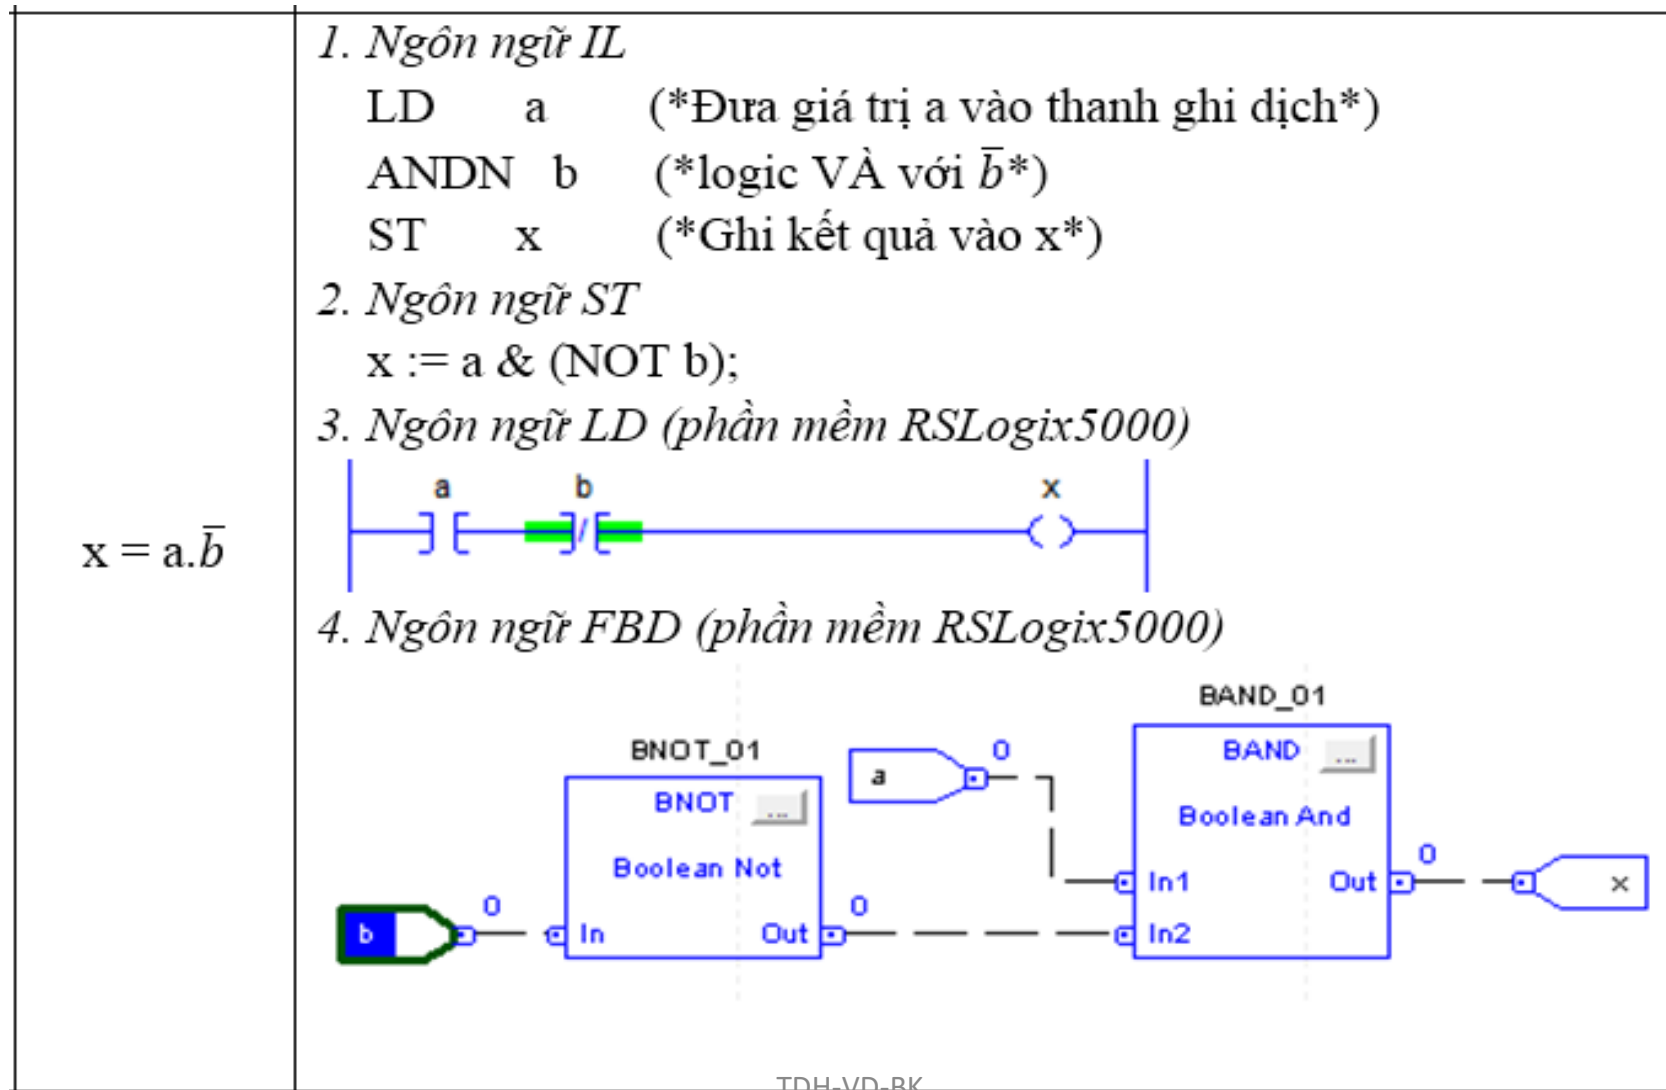 1. Ngôn ngữ IL
LD a (*Đưa giá trị a vào thanh ghi dịch*)
ANDN b (*logic VÀ với b̅*)
ST x (*Ghi kết quả vào x*)
2. Ngôn ngữ ST
x := a & (NOT b);
3. Ngôn ngữ LD (phần mềm RSLogix5000)
a b x
x = a.b̅
4. Ngôn ngữ FBD (phần mềm RSLogix5000)
BAND_01
BNOT_01 a 0 BAND ...
BNOT ...
Boolean And
Boolean Not
0
In1 Out x
b 0 In Out 0 In2
TDH-VD-BK